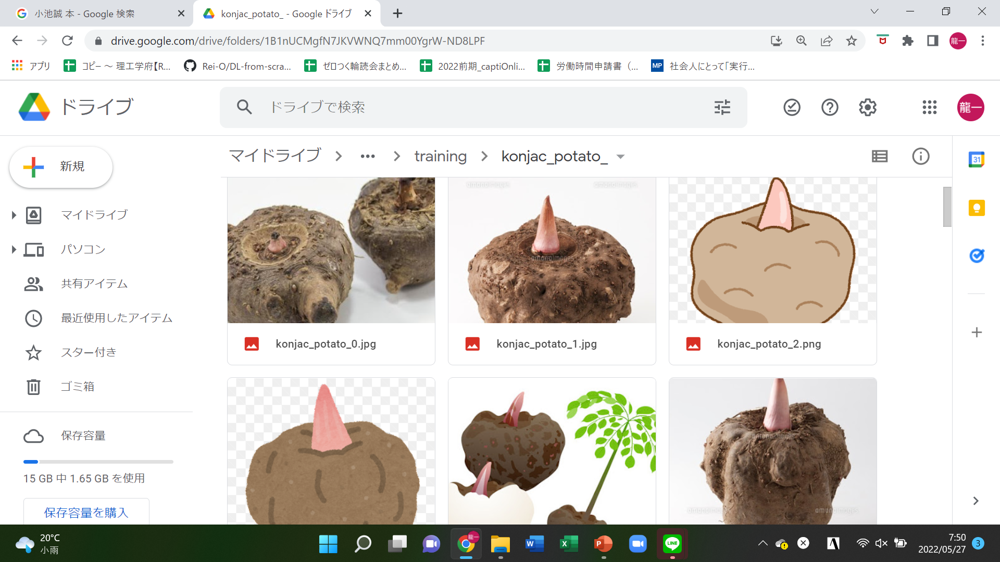 小池誠 本 - Google 検索
konjac_potato_ - Google ドライブ
drive.google.com/drive/folders/1B1nUCMgfN7JKVWNQ7mm00YgrW-ND8LPF
龍一
アプリ
コピー ～ 理工学府【R...
Rei-O/DL-from-scra...
ゼロつく輪読会まとめ...
2022前期_captiOnli...
労働時間申請書（...
MP
社会人にとって「実行...
ドライブ
ドライブで検索
龍一
新規
マイドライブ
training
konjac_potato_
31
マイドライブ
パソコン
共有アイテム
最近使用したアイテム
スター付き
ゴミ箱
保存容量
15 GB 中 1.65 GB を使用
保存容量を購入
amanaimages
amanaimages
amanaimages
konjac_potato_0.jpg
konjac_potato_1.jpg
konjac_potato_2.png
amanaimages
amanaimages
amanaimages
20°C
小雨
W
X
P
LINE
A
7:50
2022/05/27
3